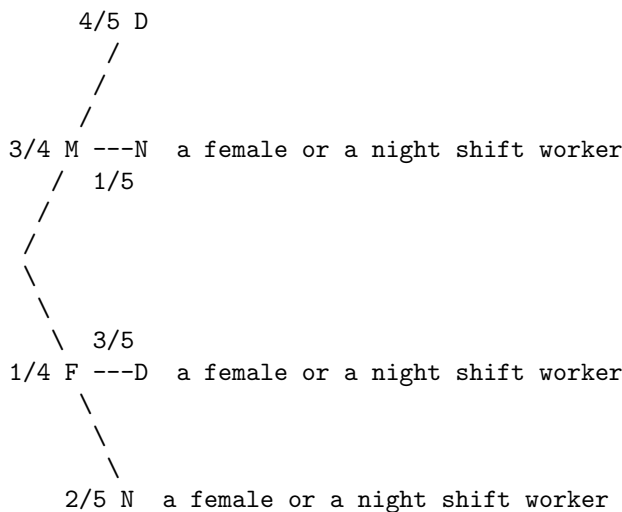 4/5 D
3/4 M ---N a female or a night shift worker
1/5
3/5
1/4 F ---D a female or a night shift worker
2/5 N a female or a night shift worker